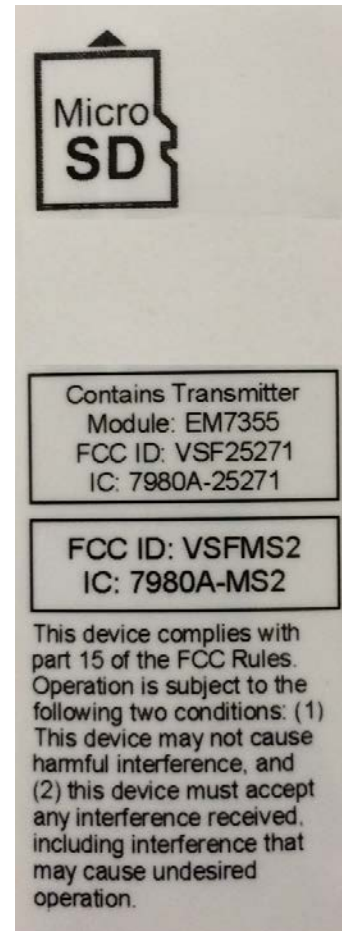 Micro
SD
Contains Transmitter
Module: EM7355
FCC ID: VSF25271
IC: 7980A-25271
FCC ID: VSFMS2
IC: 7980A-MS2
This device complies with
part 15 of the FCC Rules.
Operation is subject to the
following two conditions: (1)
This device may not cause
harmful interference, and
(2) this device must accept
any interference received,
including interference that
may cause undesired
operation.